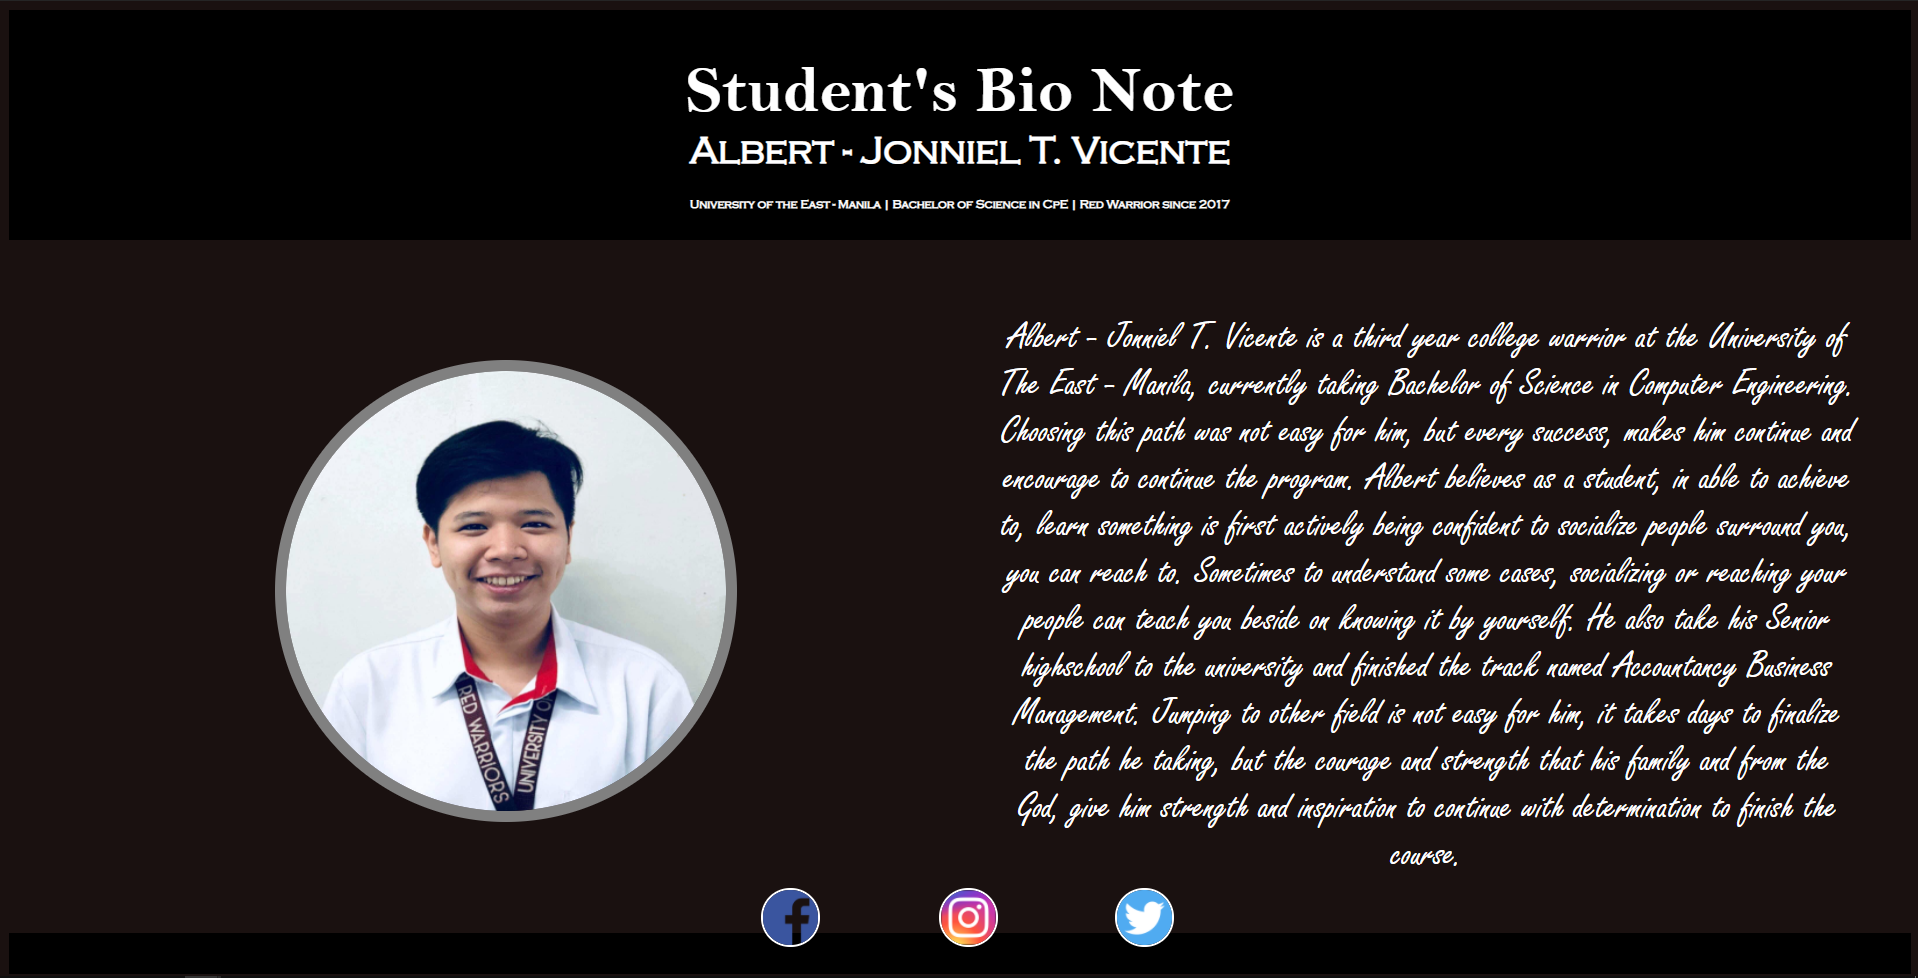 Student's Bio Note
Albert - Jonniel T. Vicente
University of the East - Manila | Bachelor of Science in CpE | Red Warrior since 2017
Albert - Jonniel T. Vicente is a third year college warrior at the University of
The East - Manila, currently taking Bachelor of Science in Computer Engineering.
Choosing this path was not easy for him, but every success, makes him continue and
encourage to continue the program. Albert believes as a student, in able to achieve
to, learn something is first actively being confident to socialize people surround you,
you can reach to. Sometimes to understand some cases, socializing or reaching your
people can teach you beside on knowing it by yourself. He also take his Senior
highschool to the university and finished the track named Accountancy Business
Management. Jumping to other field is not easy for him, it takes days to finalize
the path he taking, but the courage and strength that his family and from the
God, give him strength and inspiration to continue with determination to finish the
course.
RED WARRIORS
UNIVERSITY OF